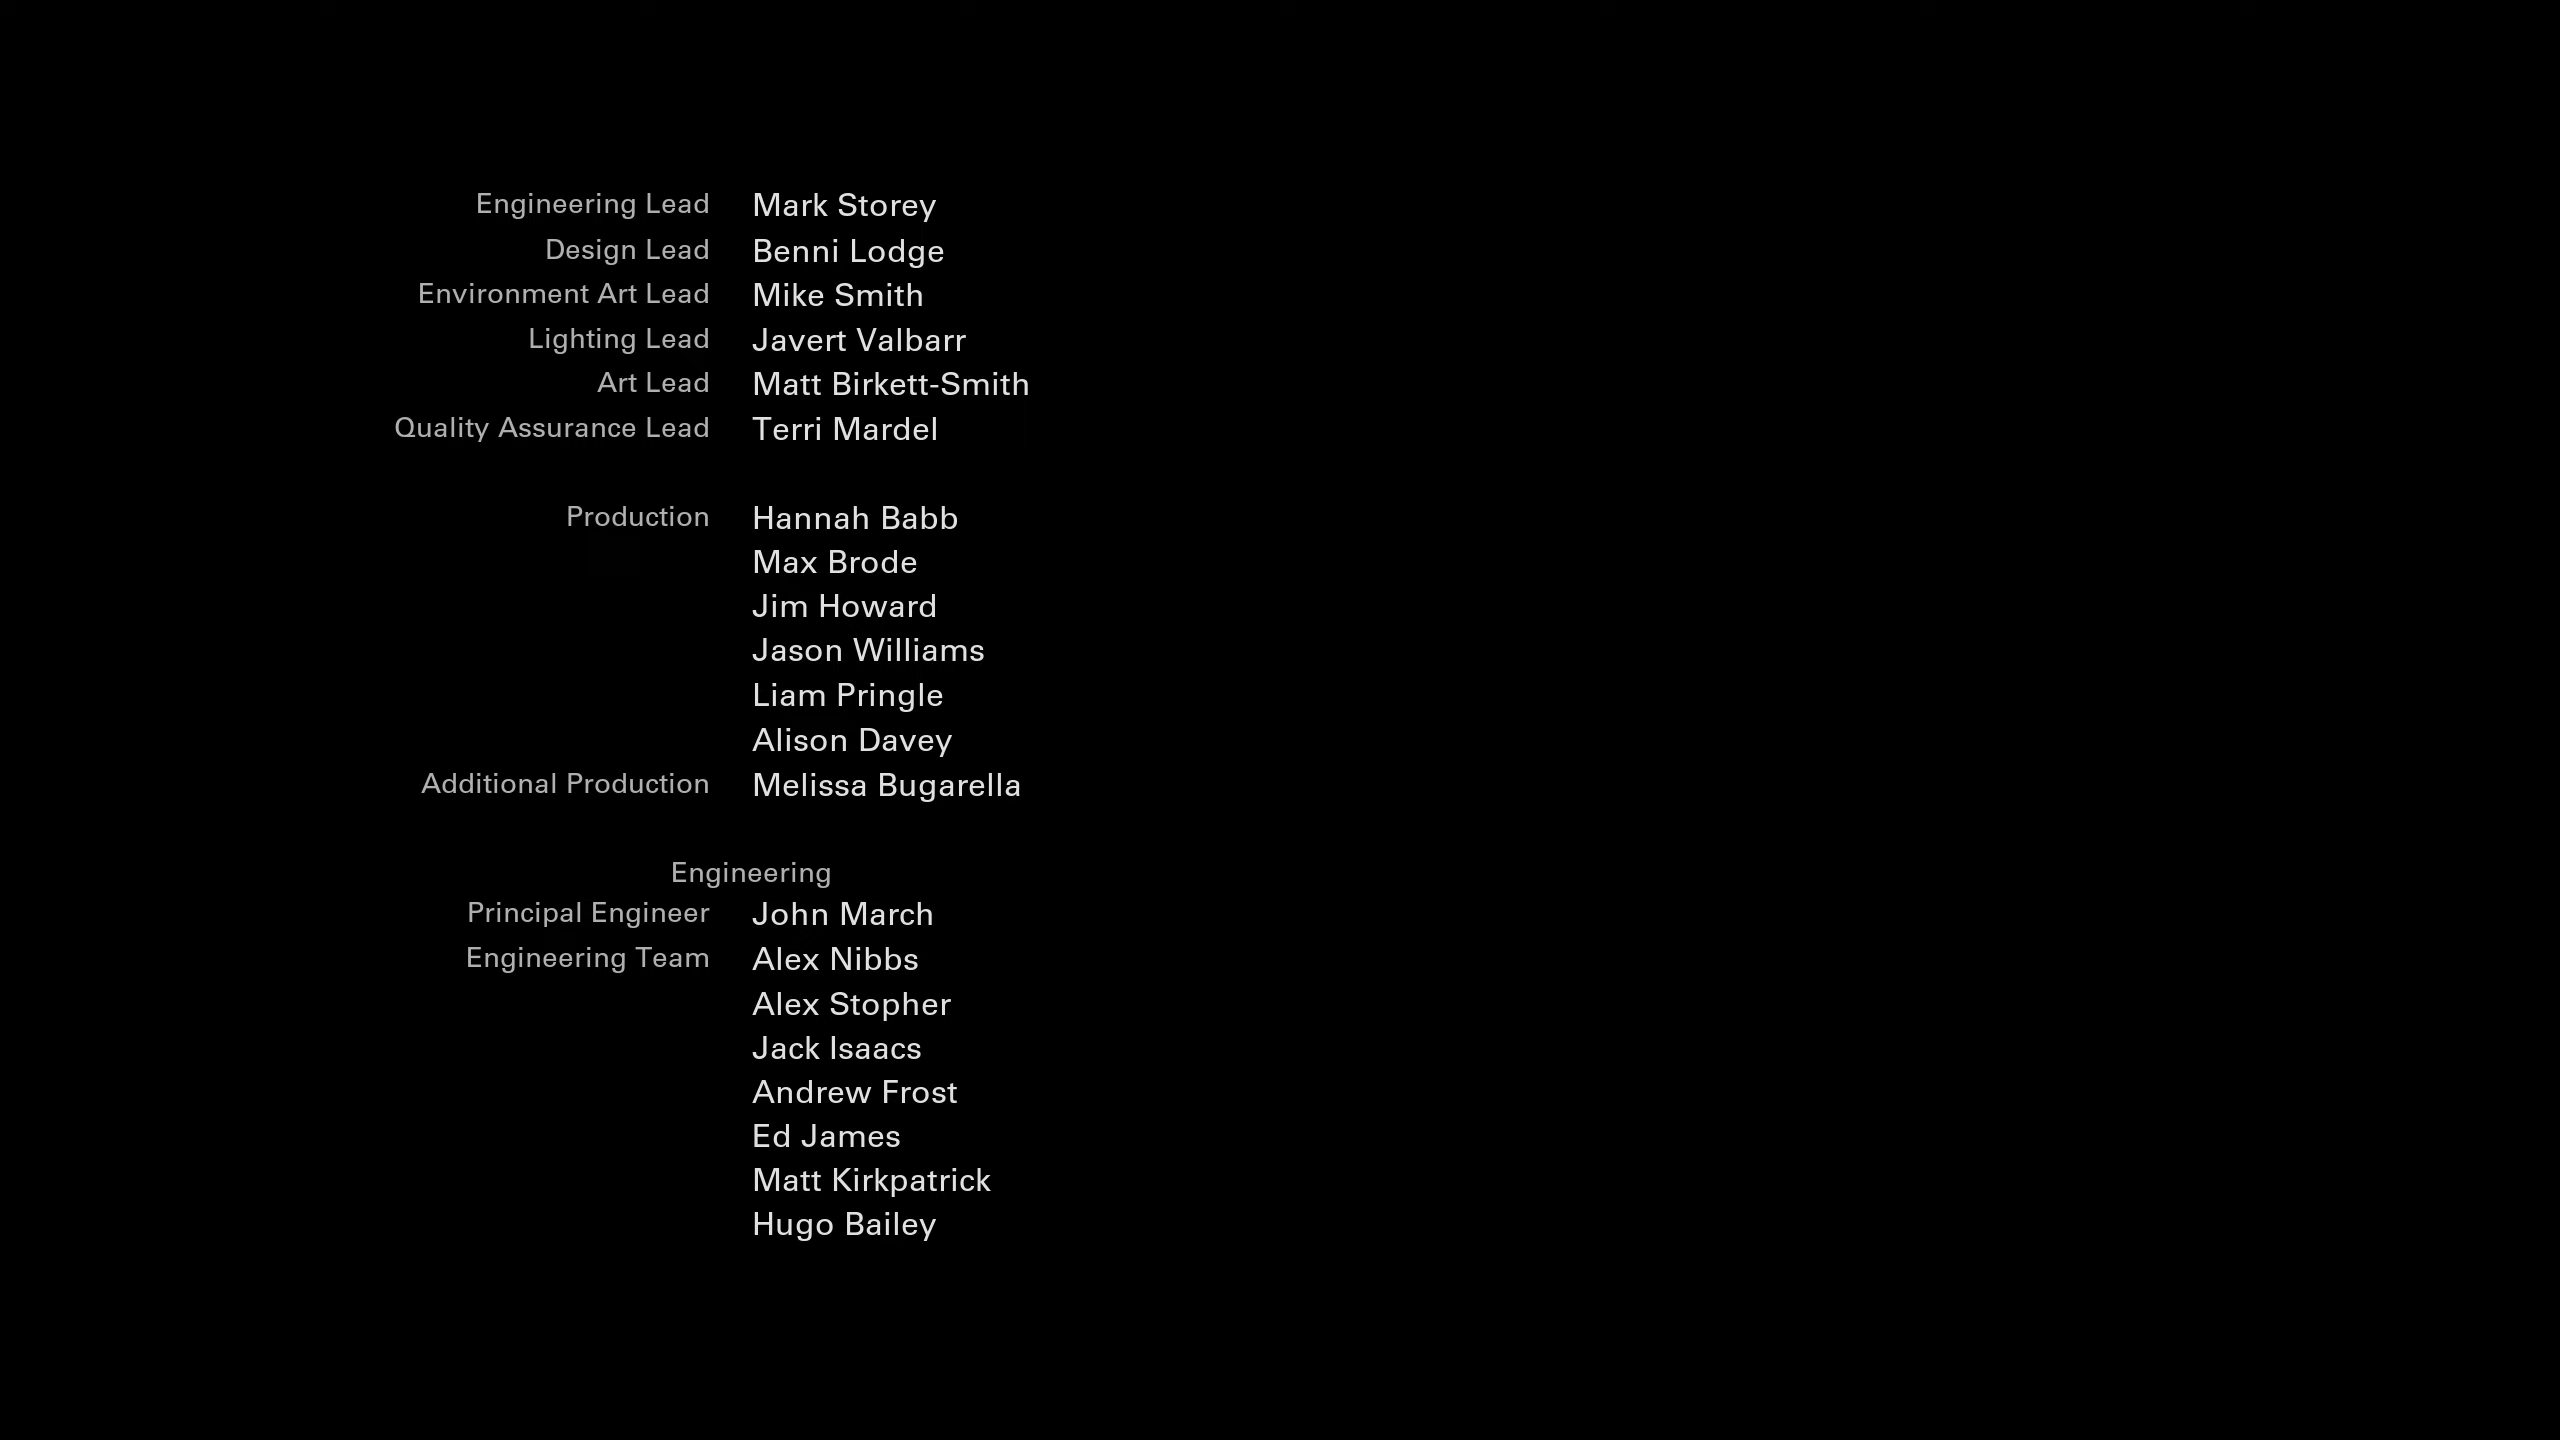 Engineering Lead Mark Storey
Design Lead Benni Lodge
Environment Art Lead Mike Smith
Lighting Lead Javert Valbarr
Art Lead Matt Birkett-Smith
Quality Assurance Lead Terri Mardel
Production Hannah Babb
Max Brode
Jim Howard
Jason Williams
Liam Pringle
Alison Davey
Additional Production Melissa Bugarella
Engineering
Principal Engineer John March
Engineering Team Alex Nibbs
Alex Stopher
Jack Isaacs
Andrew Frost
Ed James
Matt Kirkpatrick
Hugo Bailey